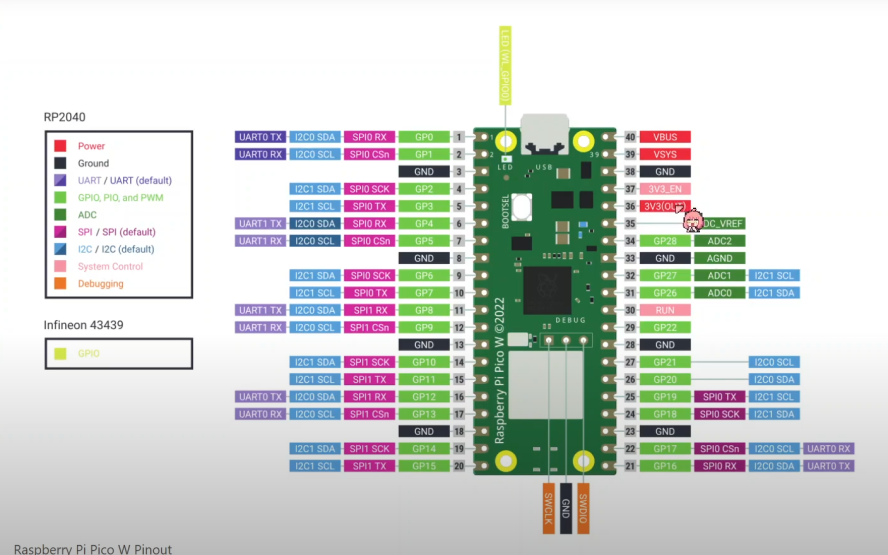 LED (WL_GPIO0)
RP2040
Power
Ground
UART / UART (default)
GPIO, PIO, and PWM
ADC
SPI / SPI (default)
I2C / I2C (default)
System Control
Debugging
Infineon 43439
GPIO
UART0 TX I2C0 SDA SPI0 RX GP0 1
UART0 RX I2C0 SCL SPI0 CSn GP1 2
GND 3
I2C1 SDA SPI0 SCK GP2 4
I2C1 SCL SPI0 TX GP3 5
UART1 TX I2C0 SDA SPI0 RX GP4 6
UART1 RX I2C0 SCL SPI0 CSn GP5 7
GND 8
I2C1 SDA SPI0 SCK GP6 9
I2C1 SCL SPI0 TX GP7 10
UART1 TX I2C0 SDA SPI1 RX GP8 11
UART1 RX I2C0 SCL SPI1 CSn GP9 12
GND 13
I2C1 SDA SPI1 SCK GP10 14
I2C1 SCL SPI1 TX GP11 15
UART0 TX I2C0 SDA SPI1 RX GP12 16
UART0 RX I2C0 SCL SPI1 CSn GP13 17
GND 18
I2C1 SDA SPI1 SCK GP14 19
I2C1 SCL SPI1 TX GP15 20
1
2
39
LED
USB
BOOTSEL
DEBUG
Raspberry Pi Pico W ©2022
40 VBUS
39 VSYS
38 GND
37 3V3_EN
36 3V3(OUT)
35 DC_VREF
34 GP28 ADC2
33 GND AGND
32 GP27 ADC1 I2C1 SCL
31 GP26 ADC0 I2C1 SDA
30 RUN
29 GP22
28 GND
27 GP21 I2C0 SCL
26 GP20 I2C0 SDA
25 GP19 SPI0 TX I2C1 SCL
24 GP18 SPI0 SCK I2C1 SDA
23 GND
22 GP17 SPI0 CSn I2C0 SCL UART0 RX
21 GP16 SPI0 RX I2C0 SDA UART0 TX
SWCLK
GND
SWDIO
Raspberry Pi Pico W Pinout